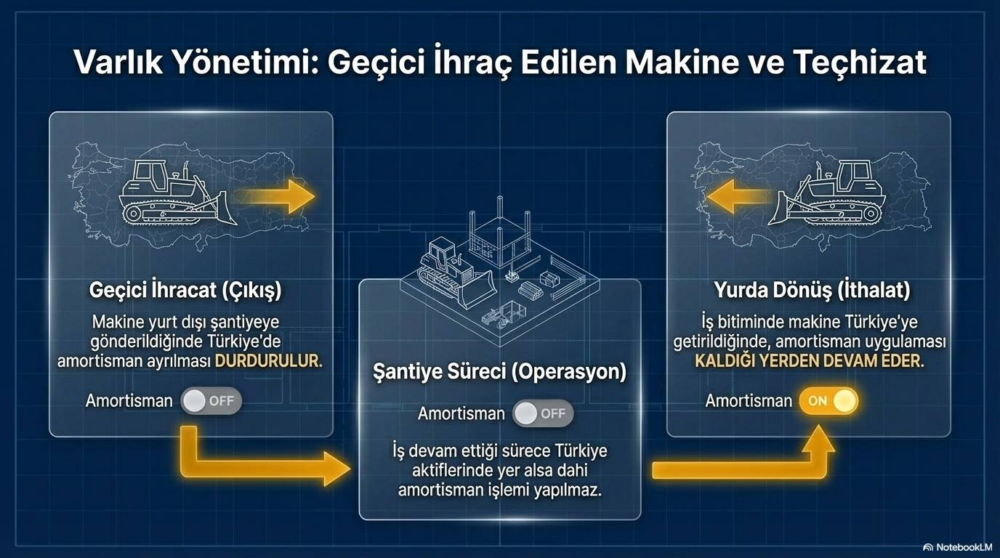 Varlık Yönetimi: Geçici İhraç Edilen Makine ve Teçhizat
Geçici İhracat (Çıkış)
Makine yurt dışı şantiyeye
gönderildiğinde Türkiye'de
amortisman ayrılması DURDURULUR.
Amortisman OFF
Şantiye Süreci (Operasyon)
Amortisman OFF
İş devam ettiği sürece Türkiye
aktiflerinde yer alsa dahi
amortisman işlemi yapılmaz.
Yurda Dönüş (İthalat)
İş bitiminde makine Türkiye'ye
getirildiğinde, amortisman uygulaması
KALDIĞI YERDEN DEVAM EDER.
Amortisman ON
NotebookLM